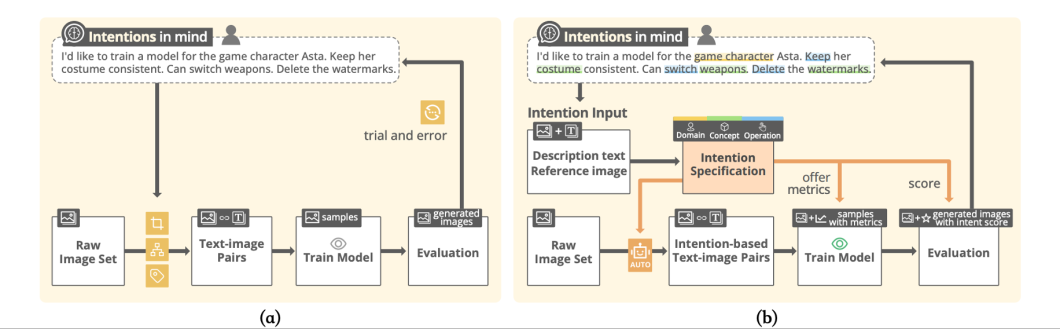 Intentions in mind
I'd like to train a model for the game character Asta. Keep her
costume consistent. Can switch weapons. Delete the watermarks.
trial and error
Raw
Image Set
T
Text-image
Pairs
samples
Train Model
generated
images
Evaluation
(a)
Intentions in mind
I'd like to train a model for the game character Asta. Keep her
costume consistent. Can switch weapons. Delete the watermarks.
Intention Input
+ T
Description text
Reference image
Domain Concept Operation
Intention
Specification
offer
metrics
score
Raw
Image Set
AUTO
T
Intention-based
Text-image Pairs
+ samples
with metrics
Train Model
+ generated images
with intent score
Evaluation
(b)